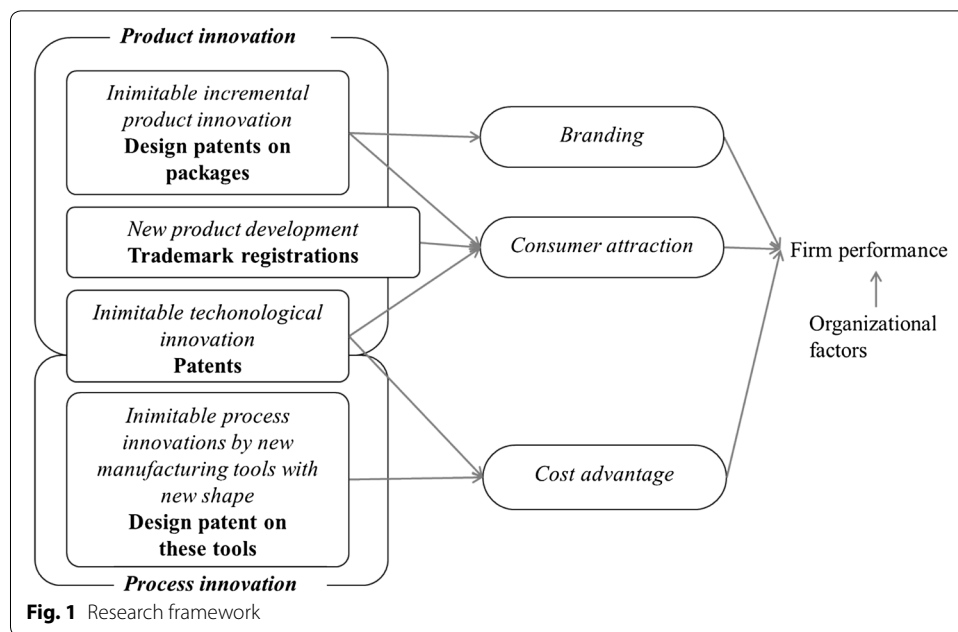 Product innovation
Inimitable incremental
product innovation
Design patents on
packages
New product development
Trademark registrations
Inimitable techonological
innovation
Patents
Inimitable process
innovations by new
manufacturing tools with
new shape
Design patent on
these tools
Process innovation
Branding
Consumer attraction
Cost advantage
Firm performance
Organizational
factors
Fig. 1 Research framework